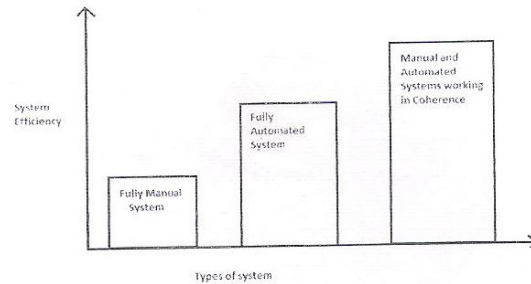 Manual and
Automated
Systems working
in Coherence
System
Efficiency
Fully
Automated
System
Fully Manual
System
Types of system